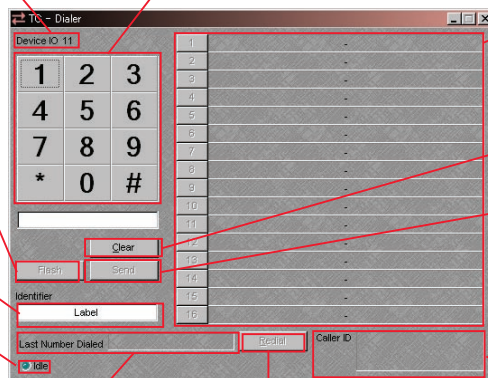 TC - Dialer
Device IO 11
1 2 3
4 5 6
7 8 9
* 0 #
Clear
Flash Send
Identifier
Label
1 -
2 -
3 -
4 -
5 -
6 -
7 -
8 -
9 -
10 -
11 -
12 -
13 -
14 -
15 -
16 -
Last Number Dialed
Redial
Caller ID
Idle